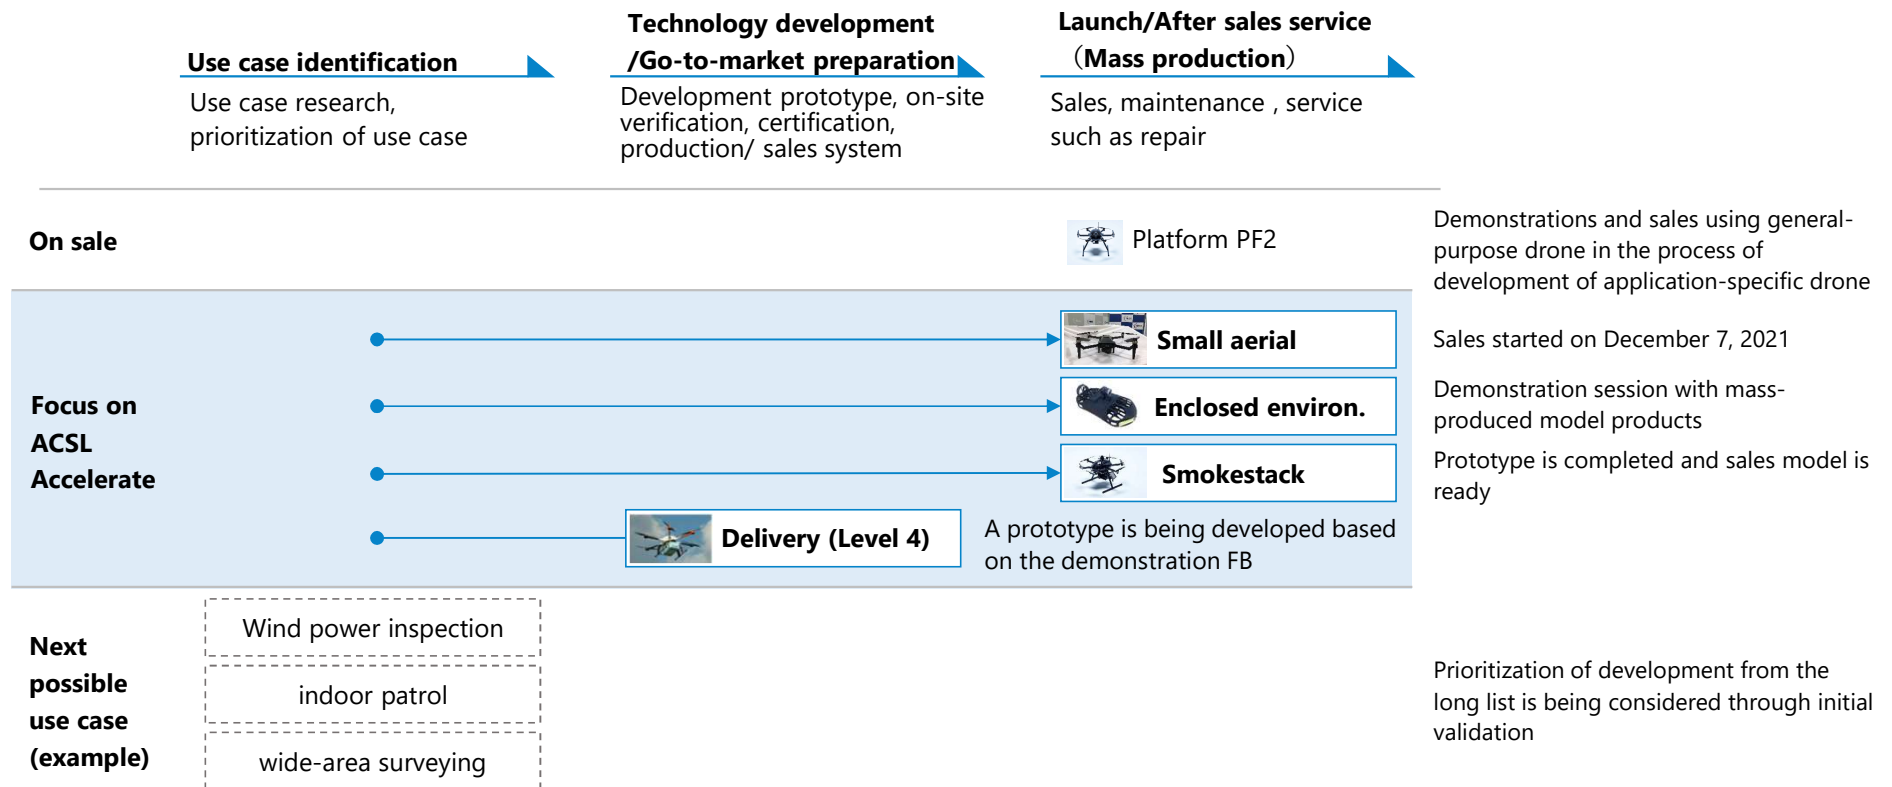 Use case identification
Use case research,
prioritization of use case
Technology development
/Go-to-market preparation
Development prototype, on-site
verification, certification,
production/ sales system
Launch/After sales service
（Mass production）
Sales, maintenance , service
such as repair
On sale
Platform PF2
Demonstrations and sales using general-
purpose drone in the process of
development of application-specific drone
Focus on
ACSL
Accelerate
Small aerial
Sales started on December 7, 2021
Enclosed environ.
Demonstration session with mass-
produced model products
Smokestack
Prototype is completed and sales model is
ready
Delivery (Level 4)
A prototype is being developed based
on the demonstration FB
Next
possible
use case
(example)
Wind power inspection
indoor patrol
wide-area surveying
Prioritization of development from the
long list is being considered through initial
validation